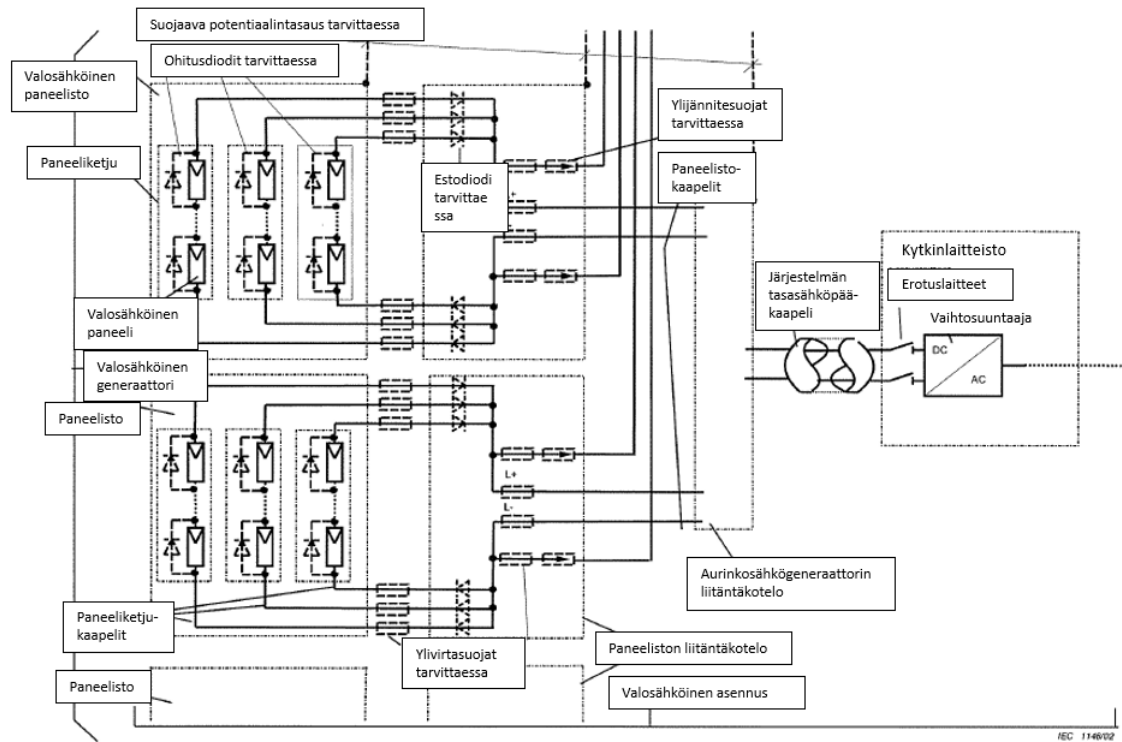 Suojaava potentiaalintasaus tarvittaessa
Ohitusdiodit tarvittaessa
Valosähköinen
paneelisto
Paneeliketju
Ylijännitesuojat
tarvittaessa
Paneelisto-
kaapelit
Estodiodi
tarvittae
ssa
+
Kytkinlaitteisto
Järjestelmän
tasasähköpää-
kaapeli
Erotuslaitteet
Vaihtosuuntaaja
DC
AC
Valosähköinen
paneeli
Valosähköinen
generaattori
Paneelisto
L+
L-
Aurinkosähkögeneraattorin
liitäntäkotelo
Paneeliketju-
kaapelit
Ylivirtasuojat
tarvittaessa
Paneeliston liitäntäkotelo
Paneelisto
Valosähköinen asennus
IEC 1146/02